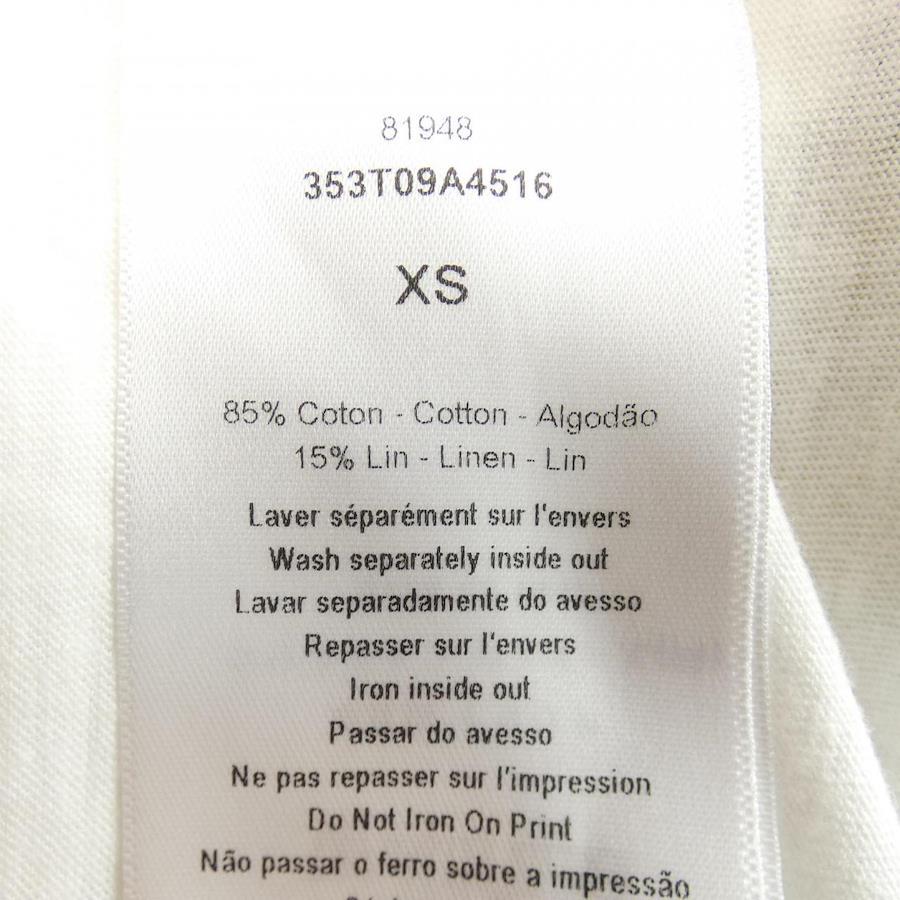 81948
353T09A4516
XS
85% Coton - Cotton - Algodão
15% Lin - Linen - Lin
Laver séparément sur l'envers
Wash separately inside out
Lavar separadamente do avesso
Repasser sur l'envers
Iron inside out
Passar do avesso
Ne pas repasser sur l'impression
Do Not Iron On Print
Não passar o ferro sobre a impressão